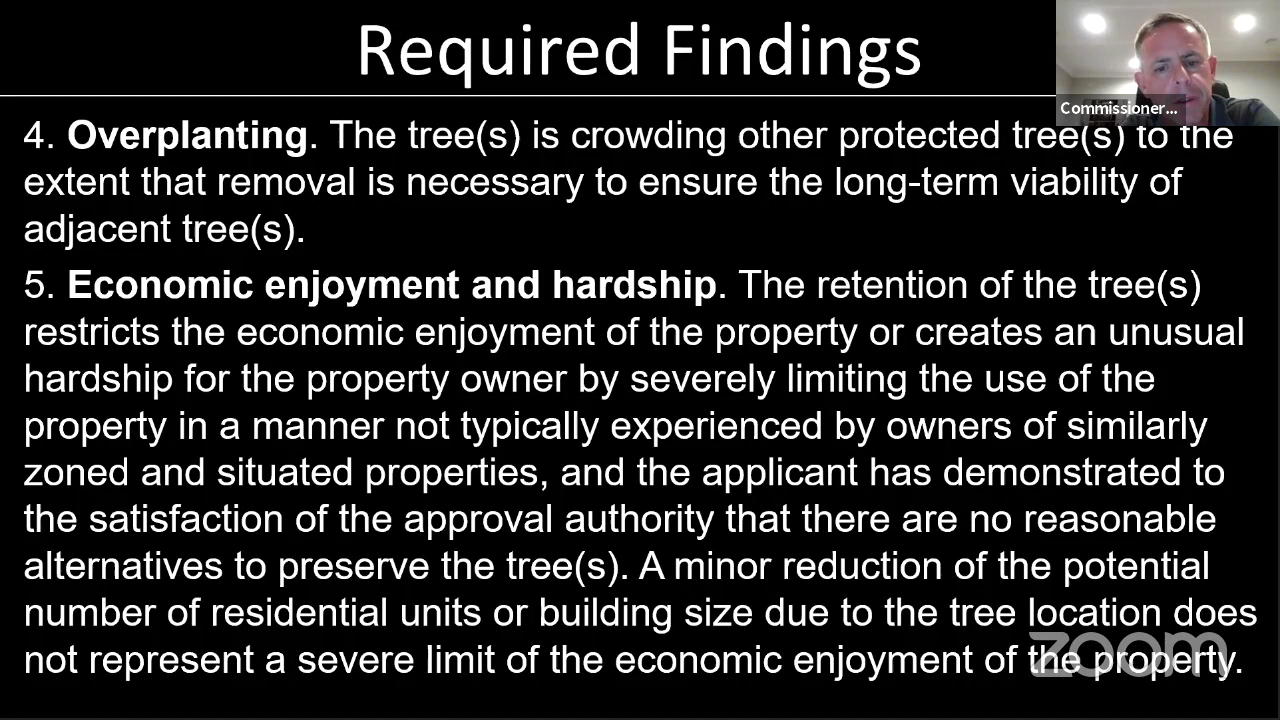 Required Findings
Commissioner...
4. Overplanting. The tree(s) is crowding other protected tree(s) to the
extent that removal is necessary to ensure the long-term viability of
adjacent tree(s).
5. Economic enjoyment and hardship. The retention of the tree(s)
restricts the economic enjoyment of the property or creates an unusual
hardship for the property owner by severely limiting the use of the
property in a manner not typically experienced by owners of similarly
zoned and situated properties, and the applicant has demonstrated to
the satisfaction of the approval authority that there are no reasonable
alternatives to preserve the tree(s). A minor reduction of the potential
number of residential units or building size due to the tree location does
not represent a severe limit of the economic enjoyment of the property.
zoom